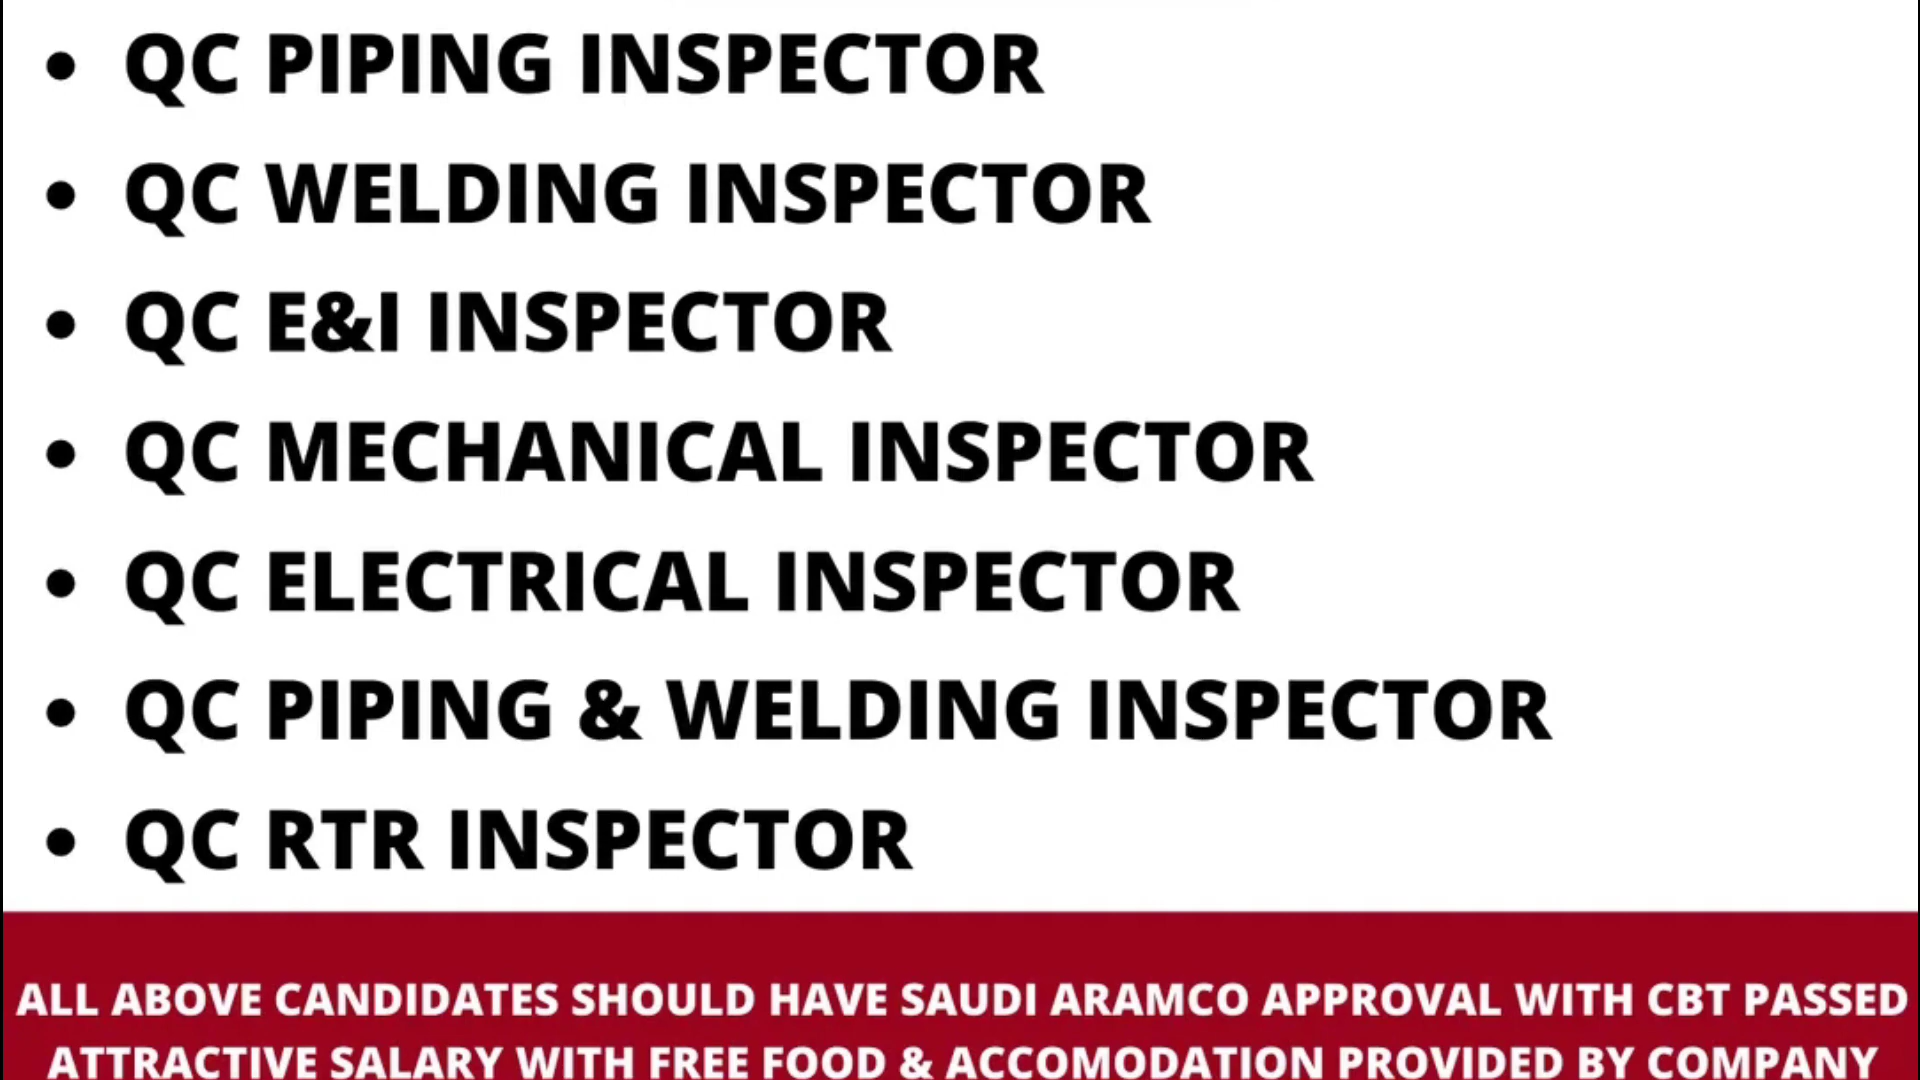 • QC PIPING INSPECTOR
• QC WELDING INSPECTOR
• QC E&I INSPECTOR
• QC MECHANICAL INSPECTOR
• QC ELECTRICAL INSPECTOR
• QC PIPING & WELDING INSPECTOR
• QC RTR INSPECTOR
ALL ABOVE CANDIDATES SHOULD HAVE SAUDI ARAMCO APPROVAL WITH CBT PASSED
ATTRACTIVE SALARY WITH FREE FOOD & ACCOMODATION PROVIDED BY COMPANY